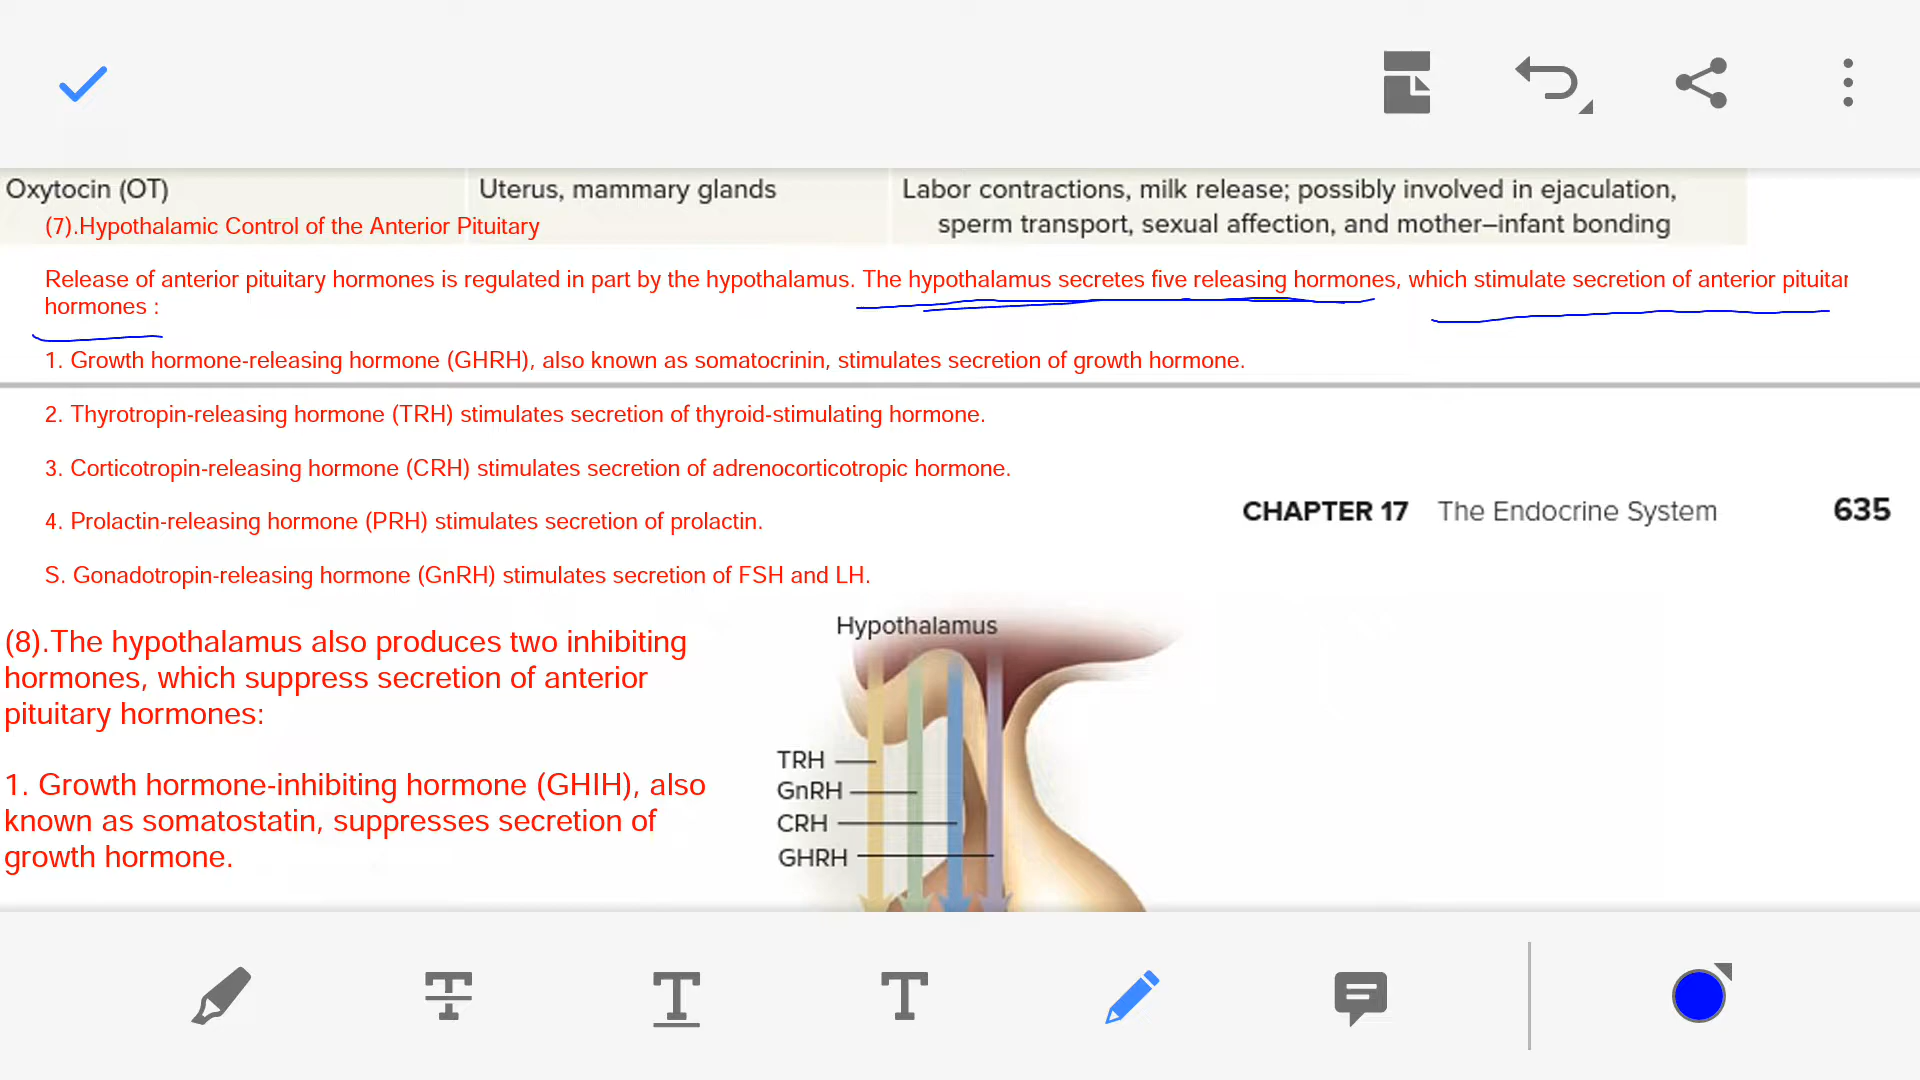 Oxytocin (OT)
Uterus, mammary glands
Labor contractions, milk release; possibly involved in ejaculation,
sperm transport, sexual affection, and mother–infant bonding
(7).Hypothalamic Control of the Anterior Pituitary
Release of anterior pituitary hormones is regulated in part by the hypothalamus. The hypothalamus secretes five releasing hormones, which stimulate secretion of anterior pituitar
hormones :
1. Growth hormone-releasing hormone (GHRH), also known as somatocrinin, stimulates secretion of growth hormone.
2. Thyrotropin-releasing hormone (TRH) stimulates secretion of thyroid-stimulating hormone.
3. Corticotropin-releasing hormone (CRH) stimulates secretion of adrenocorticotropic hormone.
4. Prolactin-releasing hormone (PRH) stimulates secretion of prolactin.
S. Gonadotropin-releasing hormone (GnRH) stimulates secretion of FSH and LH.
CHAPTER 17 The Endocrine System 635
(8).The hypothalamus also produces two inhibiting
hormones, which suppress secretion of anterior
pituitary hormones:
1. Growth hormone-inhibiting hormone (GHIH), also
known as somatostatin, suppresses secretion of
growth hormone.
Hypothalamus
TRH
GnRH
CRH
GHRH